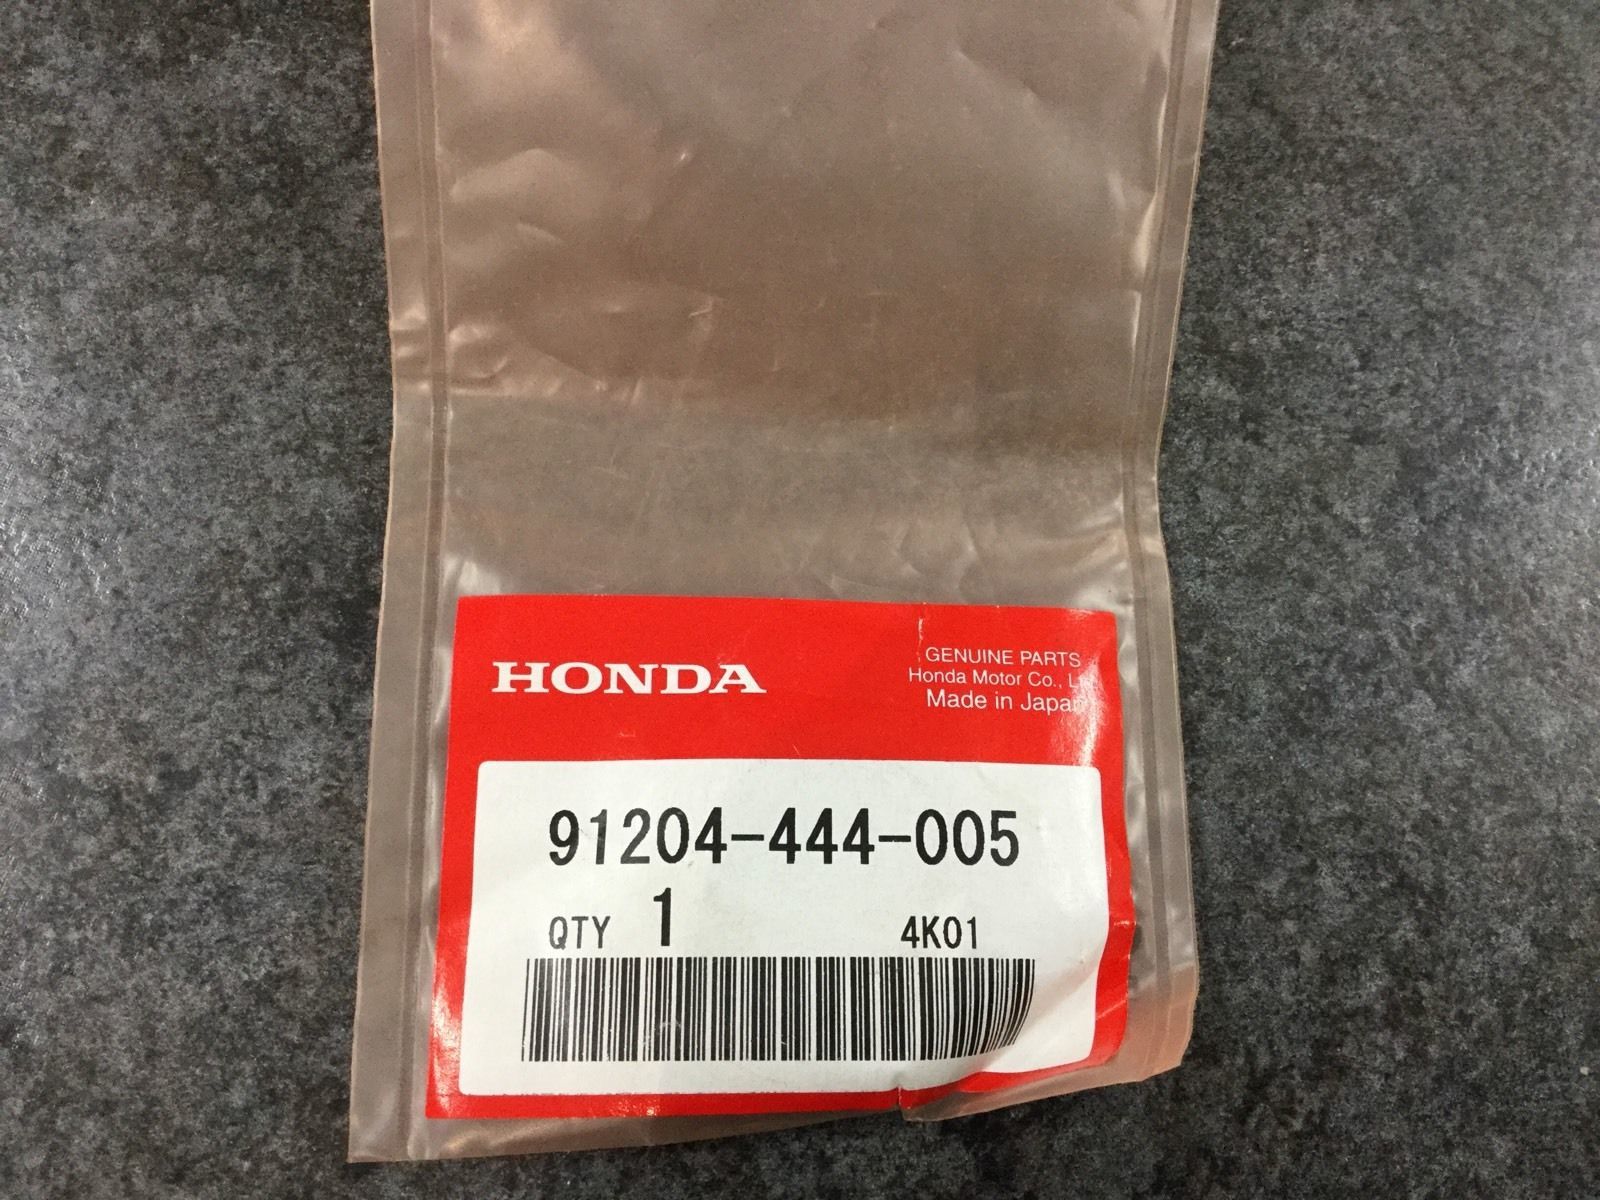 HONDA
GENUINE PARTS
Honda Motor Co., L
Made in Japan
91204-444-005
QTY 1 4K01